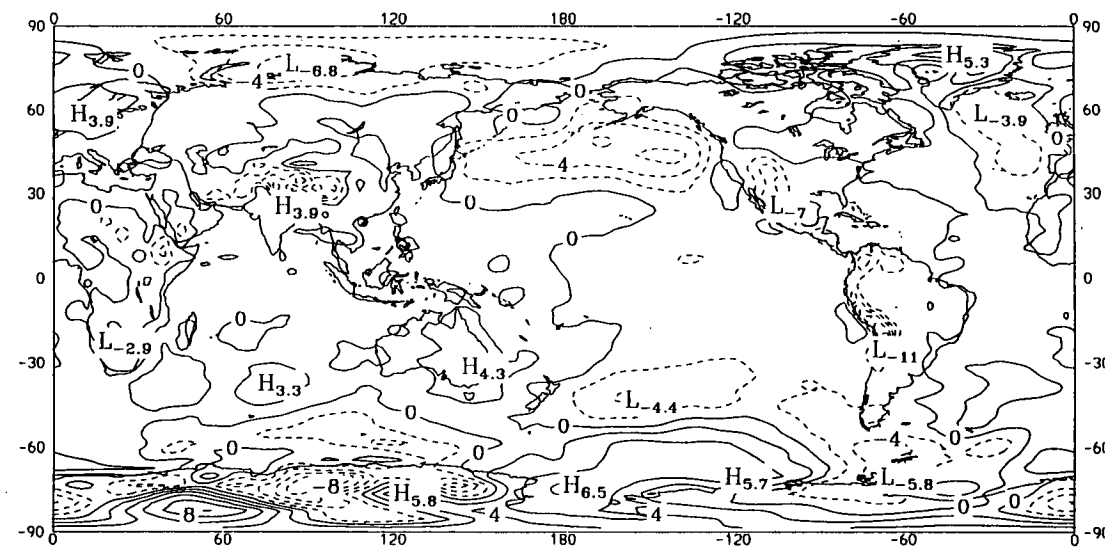 0 60 120 180 -120 -60 0
90 90
H5.3
0 L-6.8
-4 0
60 H3.9 0 L-3.9 60
0
-4
30 0 30
0 H3.9 L-7
0
0 0
0
L-2.9
L-11
-30 H3.3 H4.3 -30
L-4.4
0
0 0 -4 0
-60 -60
-8 H5.8 H6.5 H5.7 L-5.8
8 4 4 0 0
-90 -90
0 60 120 180 -120 -60 0